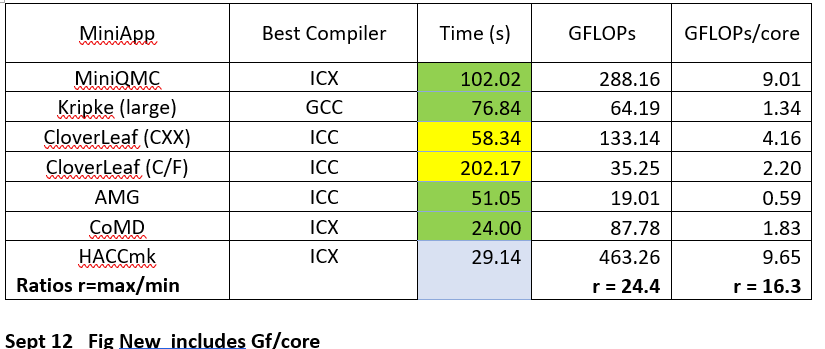 MiniApp Best Compiler Time (s) GFLOPs GFLOPs/core
MiniQMC ICX 102.02 288.16 9.01
Kripke (large) GCC 76.84 64.19 1.34
CloverLeaf (CXX) ICC 58.34 133.14 4.16
CloverLeaf (C/F) ICC 202.17 35.25 2.20
AMG ICC 51.05 19.01 0.59
CoMD ICX 24.00 87.78 1.83
HACCmk ICX 29.14 463.26 9.65
Ratios r=max/min r = 24.4 r = 16.3
Sept 12 Fig New includes Gf/core